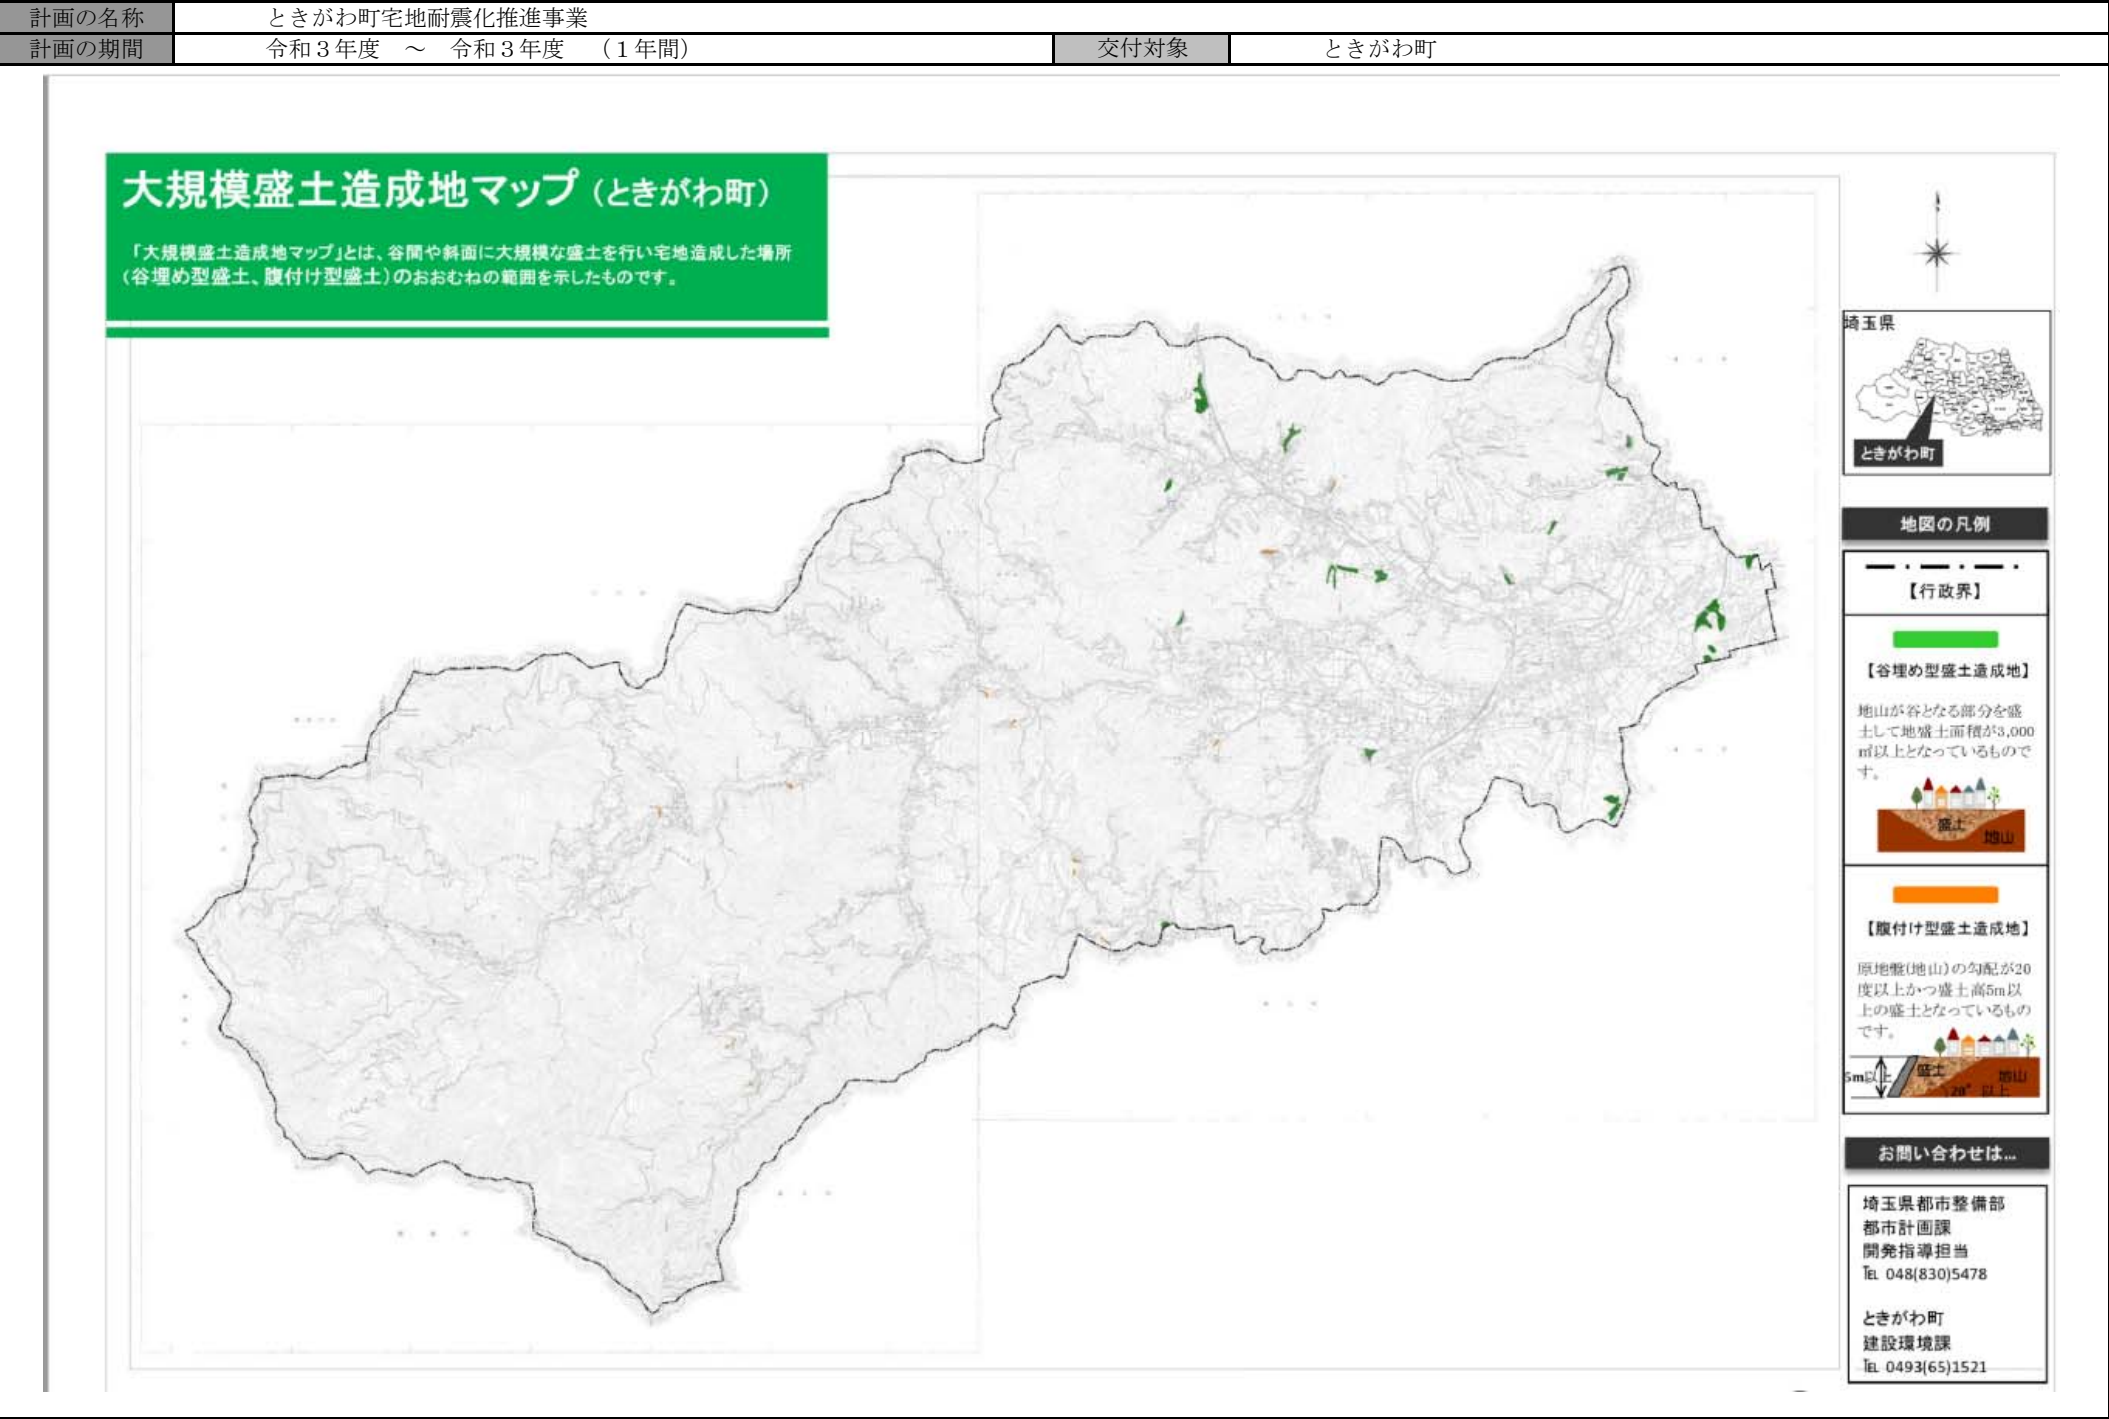 計画の名称 ときがわ町宅地耐震化推進事業
計画の期間 令和３年度 ～ 令和３年度 （１年間） 交付対象 ときがわ町
大規模盛土造成地マップ（ときがわ町）
「大規模盛土造成地マップ」とは、谷間や斜面に大規模な盛土を行い宅地造成した場所
（谷埋め型盛土、腹付け型盛土）のおおむねの範囲を示したものです。
埼玉県
ときがわ町
地図の凡例
【行政界】
【谷埋め型盛土造成地】
地山が谷となる部分を盛
土して地盛土面積が3,000
㎡以上となっているもので
す。
盛土
地山
【腹付け型盛土造成地】
原地盤(地山)の勾配が20
度以上かつ盛土高5m以
上の盛土となっているもの
です。
5m以上
盛土
地山
20°以上
お問い合わせは…
埼玉県都市整備部
都市計画課
開発指導担当
℡ 048(830)5478
ときがわ町
建設環境課
℡ 0493(65)1521